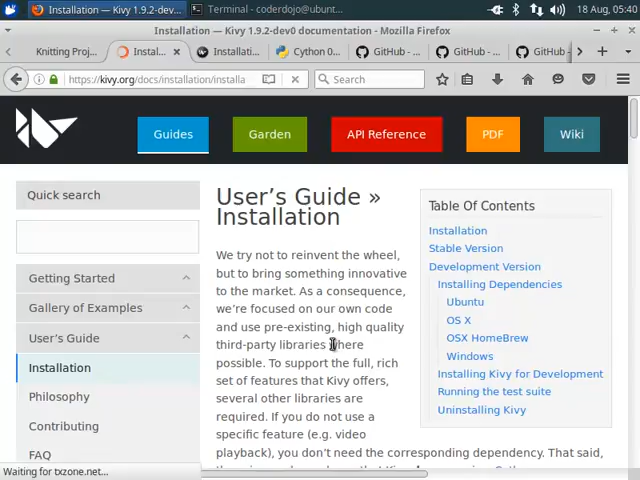 Installation — Kivy 1.9.2-dev...
Terminal - coderdojo@ubunt...
18 Aug, 05:40
Installation — Kivy 1.9.2-dev0 documentation - Mozilla Firefox
Knitting Proj...
Instal...
Installati...
Cython 0...
GitHub - ...
GitHub - ...
GitHub
https://kivy.org/docs/installation/installa
Search
Guides
Garden
API Reference
PDF
Wiki
Quick search
Getting Started
Gallery of Examples
User's Guide
Installation
Philosophy
Contributing
FAQ
User's Guide »
Installation
We try not to reinvent the wheel,
but to bring something innovative
to the market. As a consequence,
we're focused on our own code
and use pre-existing, high quality
third-party libraries where
possible. To support the full, rich
set of features that Kivy offers,
several other libraries are
required. If you do not use a
specific feature (e.g. video
playback), you don't need the corresponding dependency. That said,
Table Of Contents
Installation
Stable Version
Development Version
Installing Dependencies
Ubuntu
OS X
OSX HomeBrew
Windows
Installing Kivy for Development
Running the test suite
Uninstalling Kivy
Waiting for txzone.net...